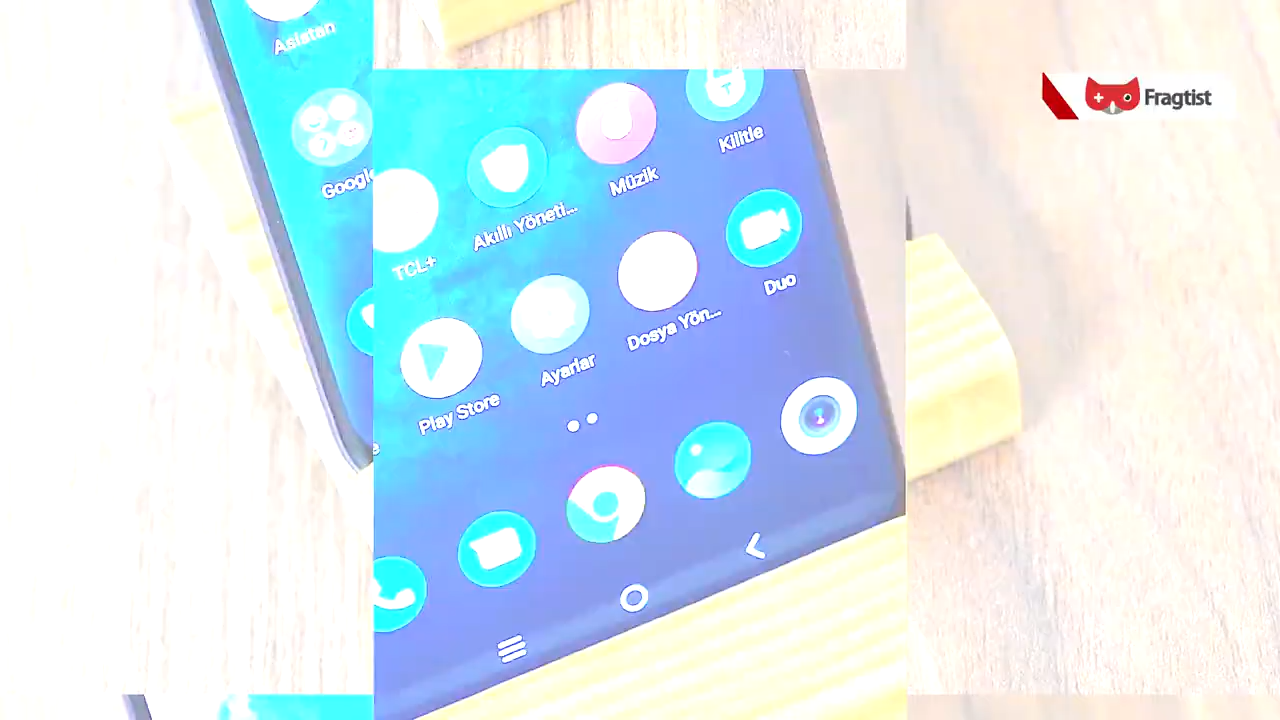 Asistan
Google
Fragtist
Kilitle
Müzik
Akıllı Yöneti...
TCL+
Duo
Dosya Yön...
Ayarlar
Play Store